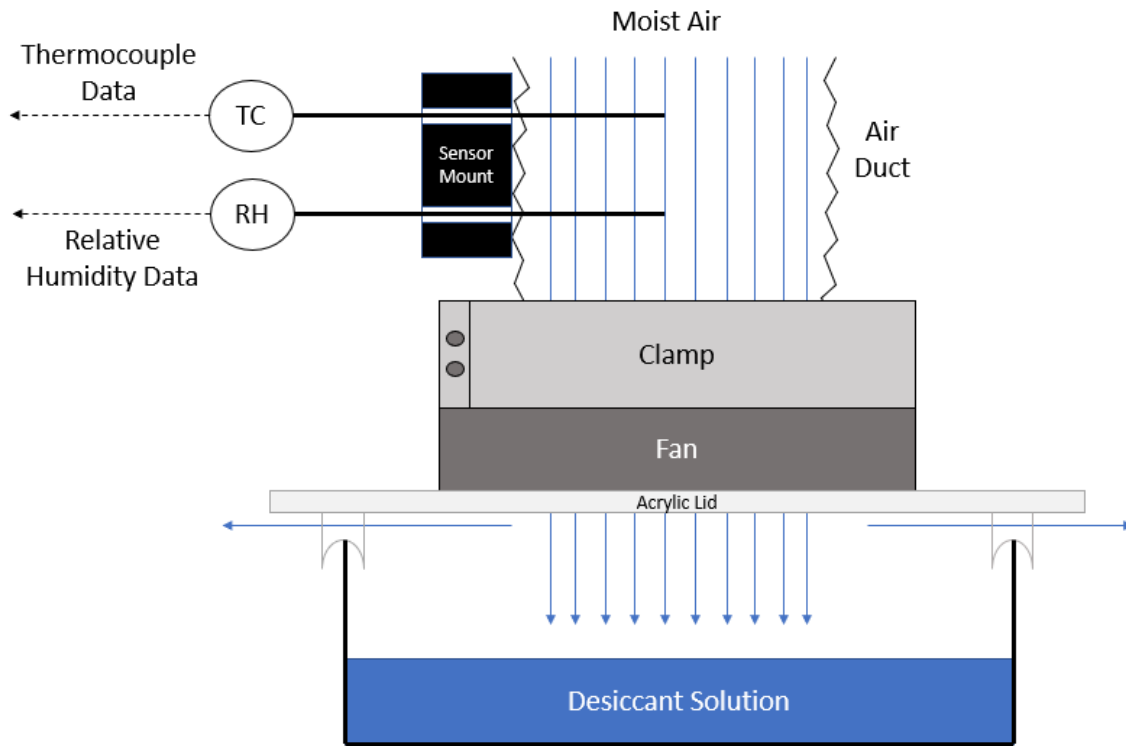 Moist Air
Thermocouple
Data
TC
Sensor
Mount
Air
Duct
RH
Relative
Humidity Data
Clamp
Fan
Acrylic Lid
Desiccant Solution